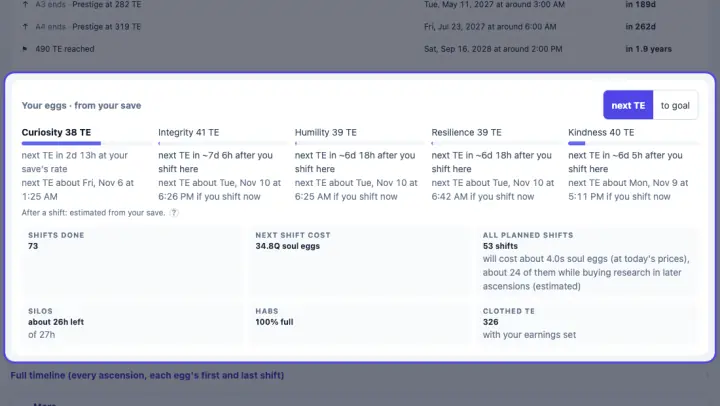 ↑ A3 ends · Prestige at 282 TE Tue, May 11, 2027 at around 3:00 AM in 189d
↑ A4 ends · Prestige at 319 TE Fri, Jul 23, 2027 at around 6:00 AM in 262d
490 TE reached Sat, Sep 16, 2028 at around 2:00 PM in 1.9 years
Your eggs · from your save
next TE to goal
Curiosity 38 TE
next TE in 2d 13h at your
save's rate
next TE about Fri, Nov 6 at
1:25 AM
Integrity 41 TE
next TE in ~7d 6h after you
shift here
next TE about Tue, Nov 10 at
6:26 PM if you shift now
Humility 39 TE
next TE in ~6d 18h after you
shift here
next TE about Tue, Nov 10 at
6:25 AM if you shift now
Resilience 39 TE
next TE in ~6d 18h after you
shift here
next TE about Tue, Nov 10 at
6:42 AM if you shift now
Kindness 40 TE
next TE in ~6d 5h after you
shift here
next TE about Mon, Nov 9 at
5:11 PM if you shift now
After a shift: estimated from your save. ?
SHIFTS DONE
73
NEXT SHIFT COST
34.8Q soul eggs
ALL PLANNED SHIFTS
53 shifts
will cost about 4.0s soul eggs (at today's prices),
about 24 of them while buying research in later
ascensions (estimated)
SILOS
about 26h left
of 27h
HABS
100% full
CLOTHED TE
326
with your earnings set
Full timeline (every ascension, each egg's first and last shift)